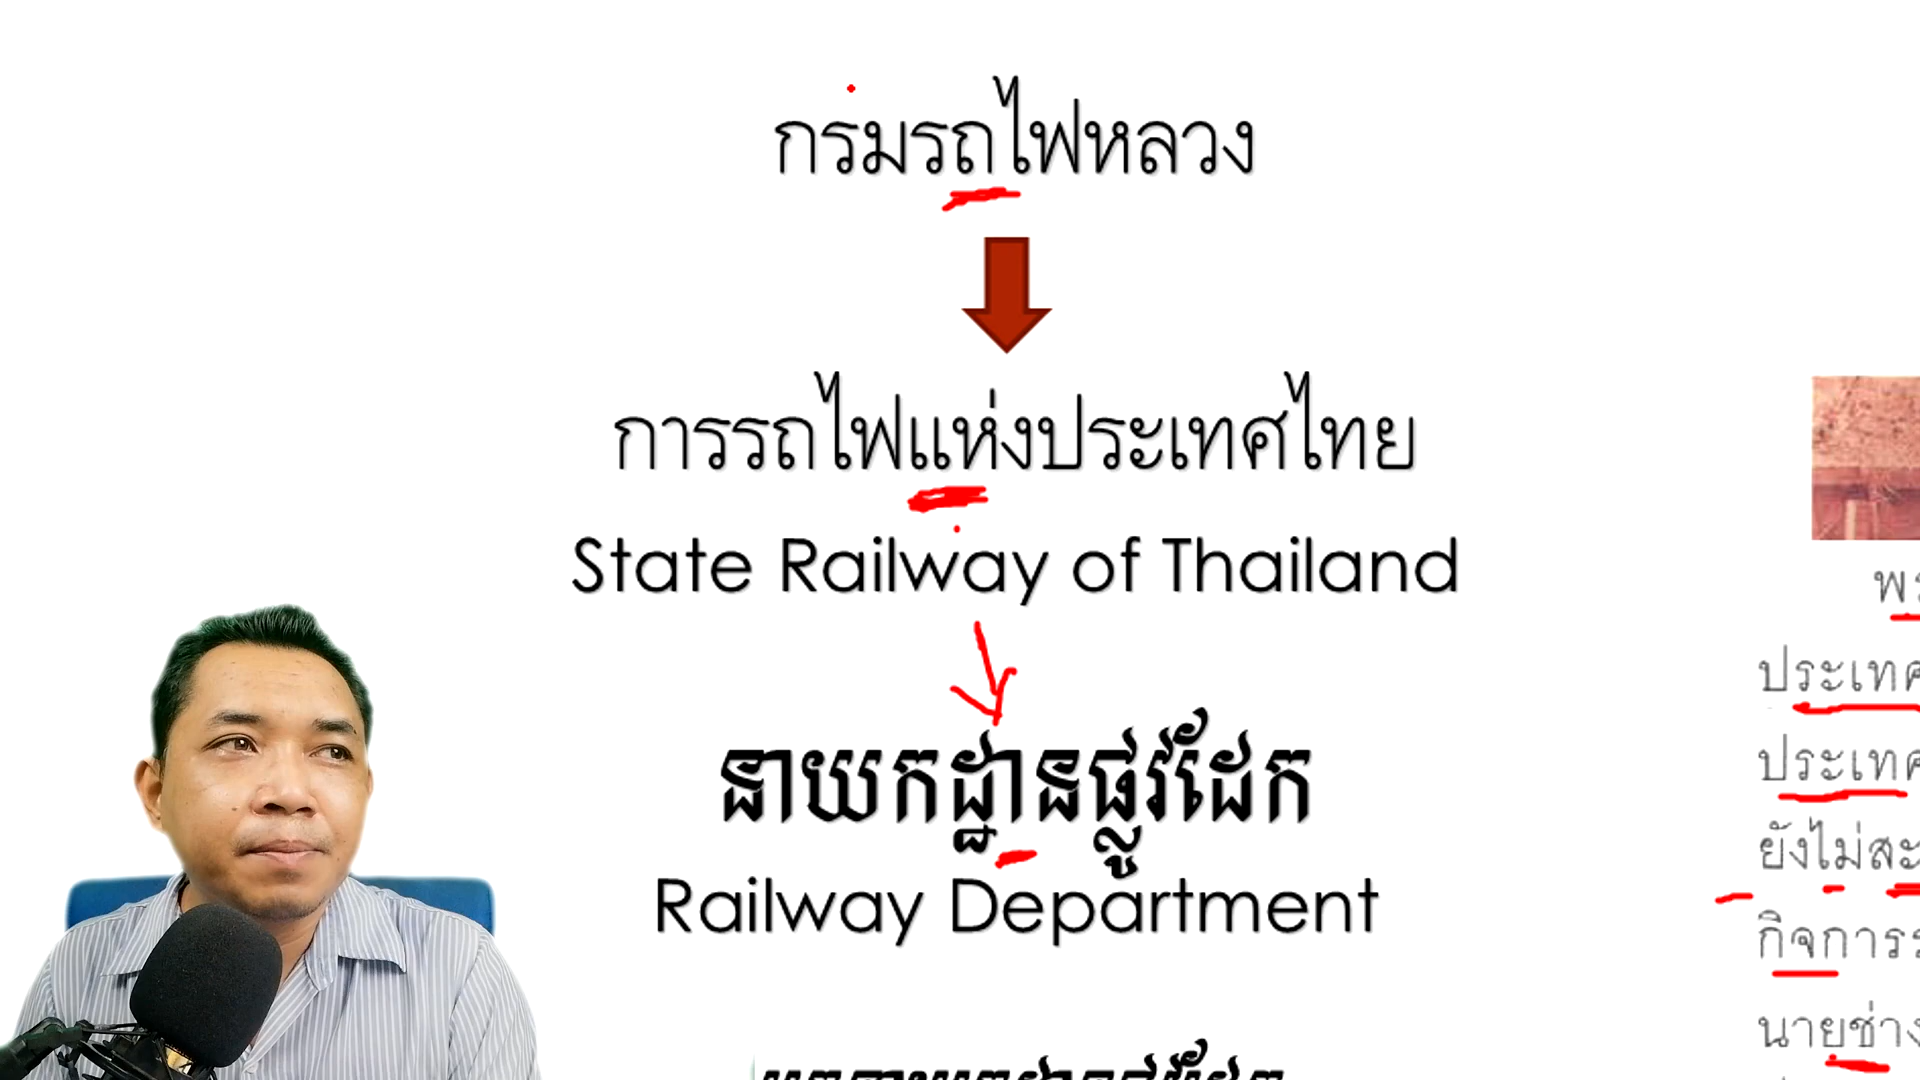 กรมรถไฟหลวง
การรถไฟแห่งประเทศไทย
State Railway of Thailand
នាយកដ្ឋានផ្លូវដែក
Railway Department
ประเทศ
ประเทศ
ยังไม่สะ
กิจการ
นายช่าง